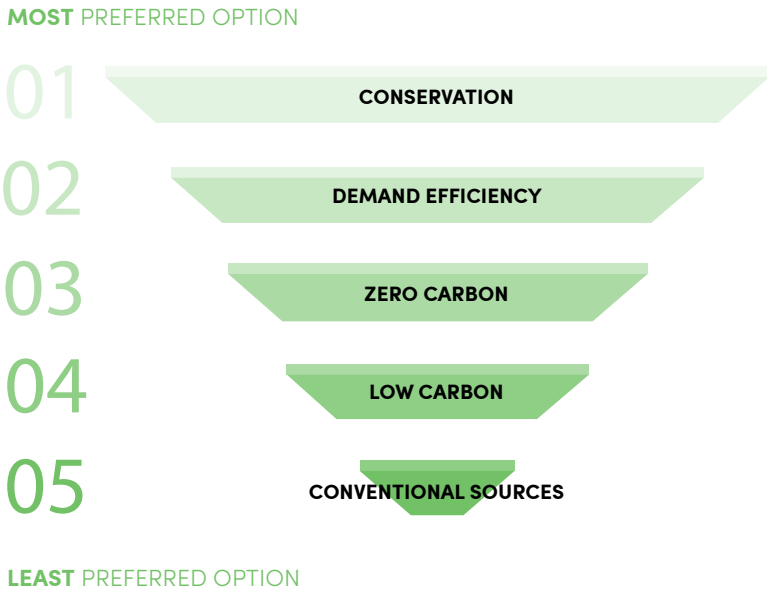 MOST PREFERRED OPTION
01
CONSERVATION
02
DEMAND EFFICIENCY
03
ZERO CARBON
04
LOW CARBON
05
CONVENTIONAL SOURCES
LEAST PREFERRED OPTION